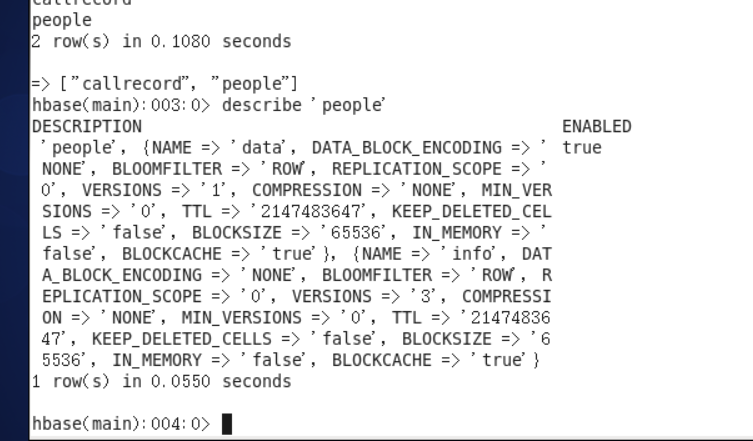 callrecord
people
2 row(s) in 0.1080 seconds
=> ["callrecord", "people"]
hbase(main):003:0> describe 'people'
DESCRIPTION ENABLED
'people', {NAME => 'data', DATA_BLOCK_ENCODING => ' true
NONE', BLOOMFILTER => 'ROW', REPLICATION_SCOPE => '
0', VERSIONS => '1', COMPRESSION => 'NONE', MIN_VER
SIONS => '0', TTL => '2147483647', KEEP_DELETED_CEL
LS => 'false', BLOCKSIZE => '65536', IN_MEMORY => '
false', BLOCKCACHE => 'true'}, {NAME => 'info', DAT
A_BLOCK_ENCODING => 'NONE', BLOOMFILTER => 'ROW', R
EPLICATION_SCOPE => '0', VERSIONS => '3', COMPRESSI
ON => 'NONE', MIN_VERSIONS => '0', TTL => '21474836
47', KEEP_DELETED_CELLS => 'false', BLOCKSIZE => '6
5536', IN_MEMORY => 'false', BLOCKCACHE => 'true'}
1 row(s) in 0.0550 seconds
hbase(main):004:0>